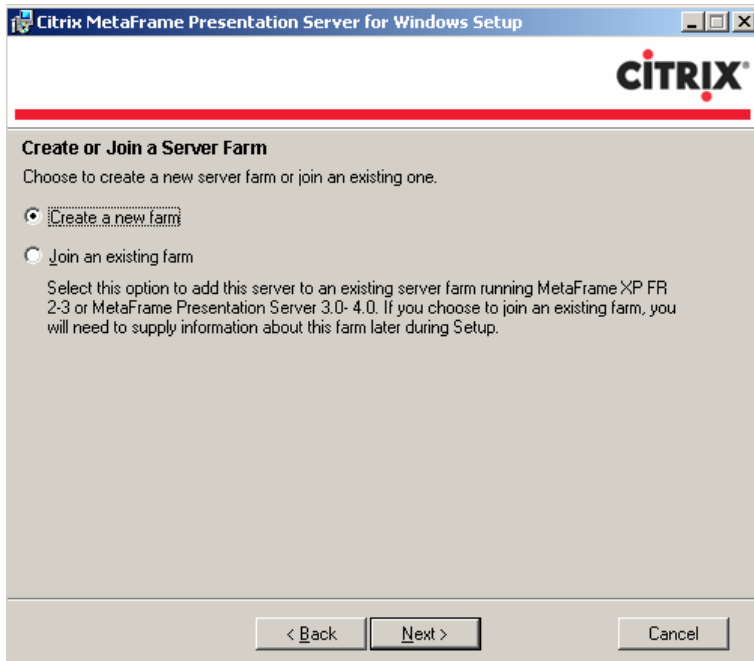 Citrix MetaFrame Presentation Server for Windows Setup
CITRIX®
Create or Join a Server Farm
Choose to create a new server farm or join an existing one.
Create a new farm
Join an existing farm
Select this option to add this server to an existing server farm running MetaFrame XP FR
2-3 or MetaFrame Presentation Server 3.0- 4.0. If you choose to join an existing farm, you
will need to supply information about this farm later during Setup.
< Back
Next >
Cancel